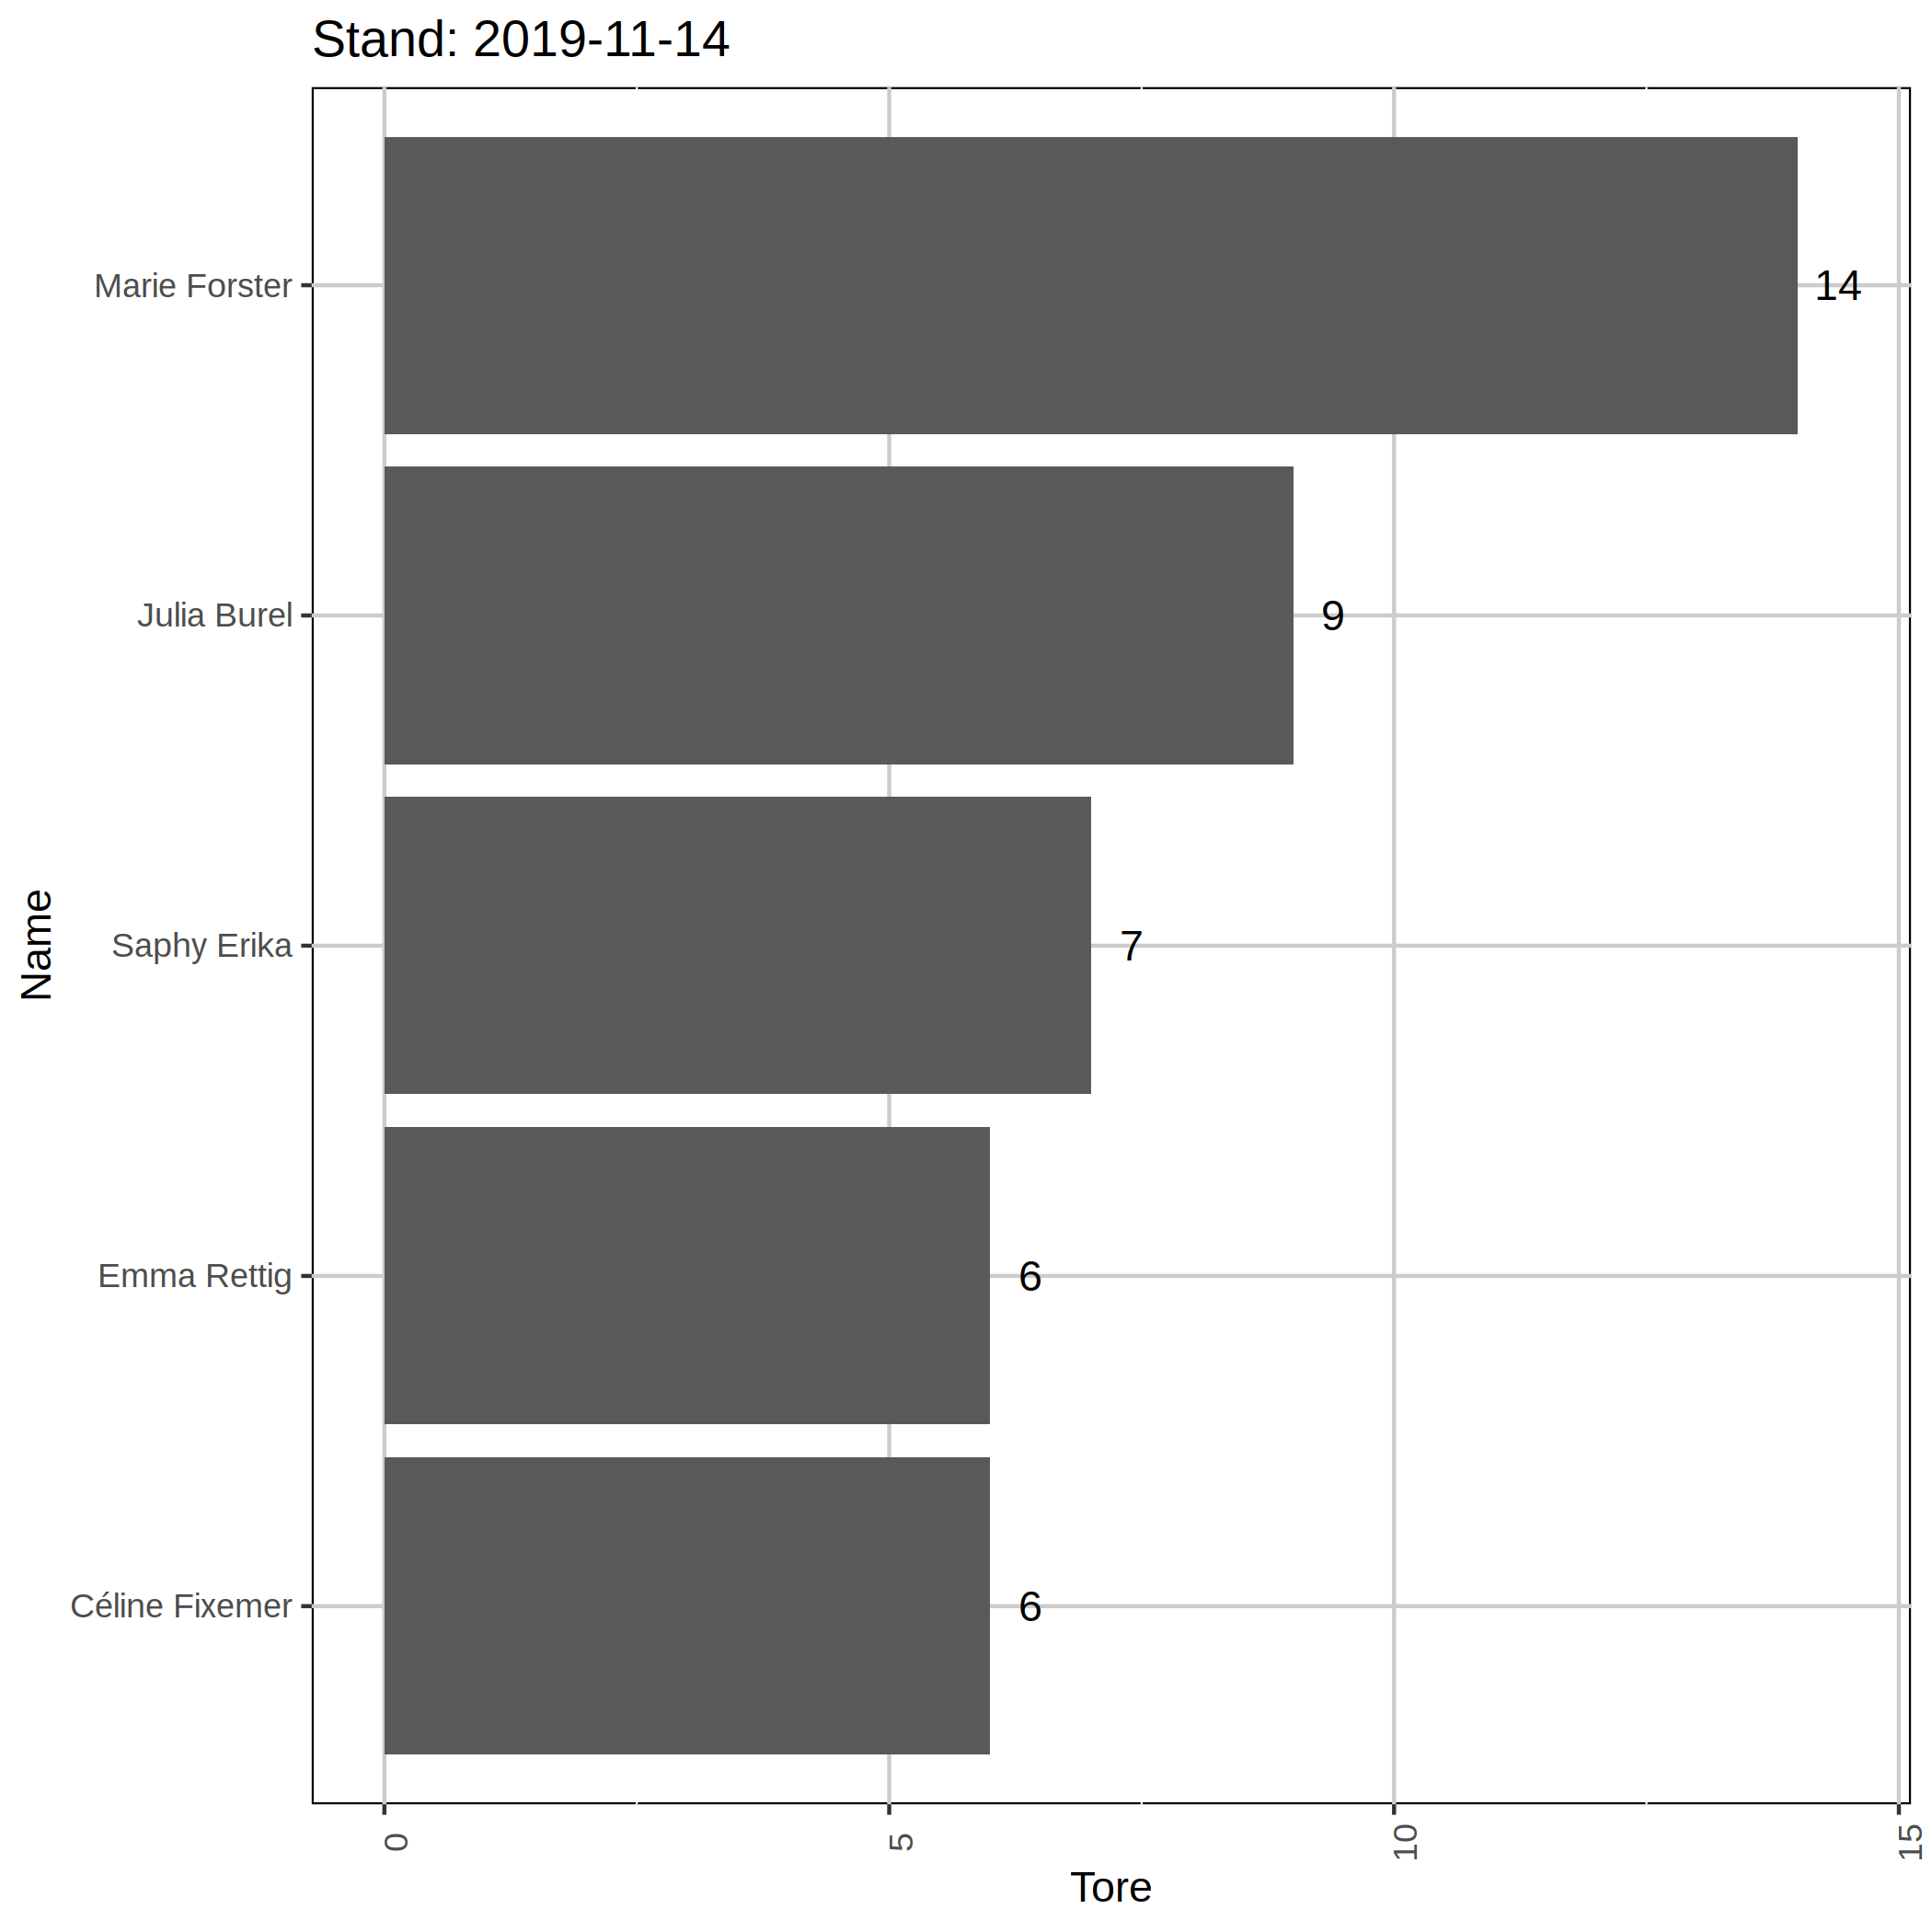 Stand: 2019-11-14
Name
Marie Forster
14
Julia Burel
9
Saphy Erika
7
Emma Rettig
6
Céline Fixemer
6
0
5
10
15
Tore